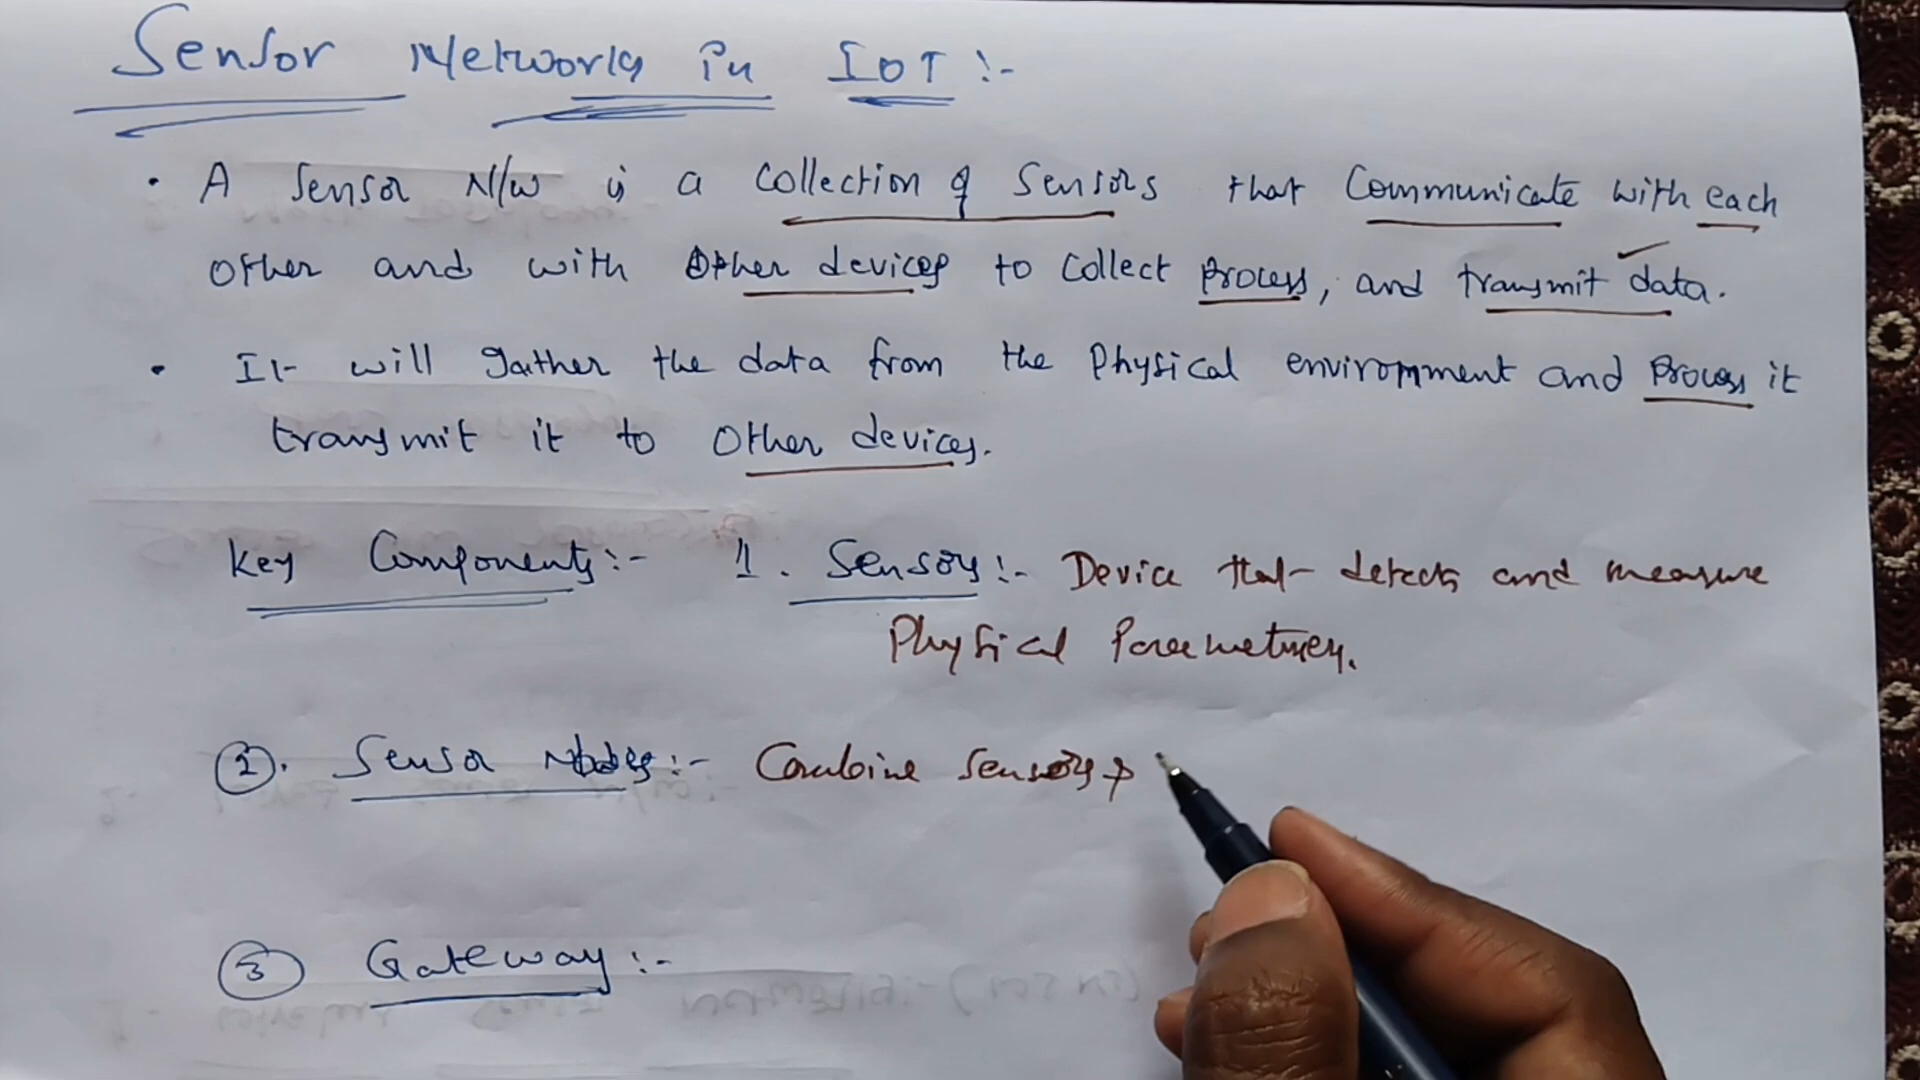 Sensor Networks in IOT :-
• A Sensor N/W is a collection of Sensors that Communicate with each
other and with Other devices to collect process, and transmit data.
• It will gather the data from the physical environment and process it
transmit it to other devices.
Key Components :- 1. Sensors :- Device that detects and measure
Physical Parameters.
2. Sensor Nodes :- Combine sensors +
3 Gateway :-